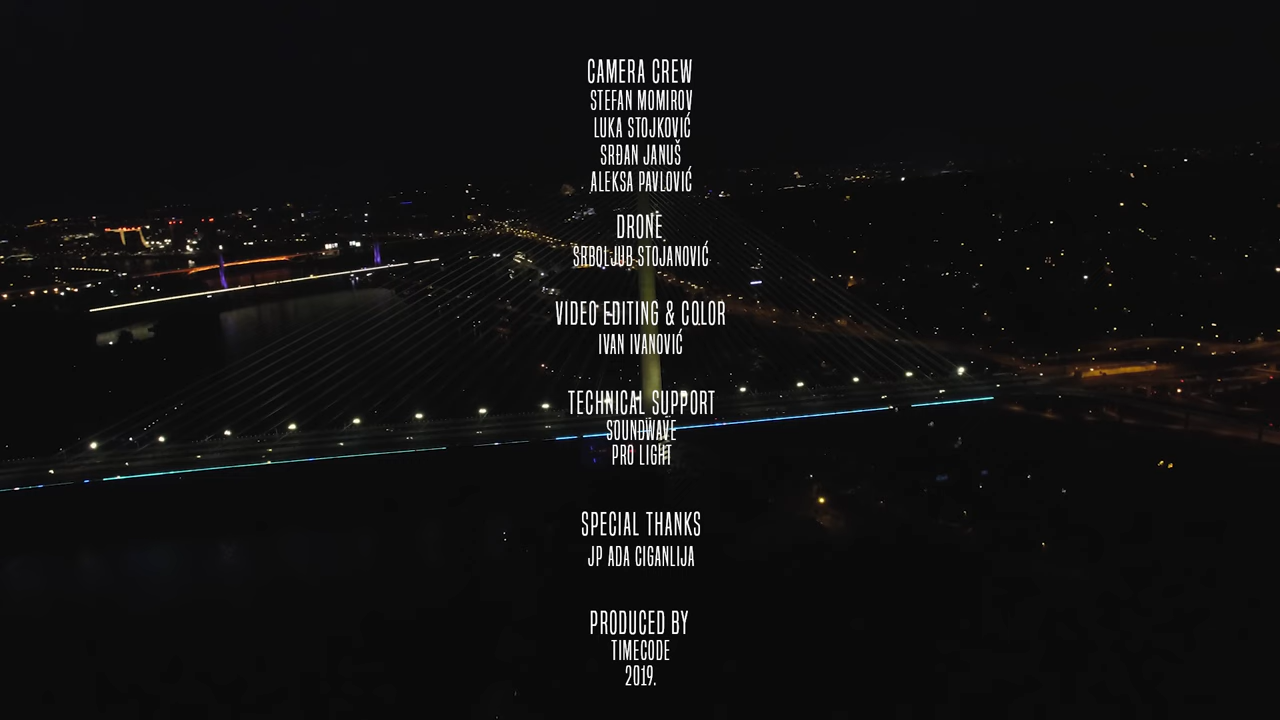 CAMERA CREW
STEFAN MOMIROV
LUKA STOJKOVIĆ
SRĐAN JANUŠ
ALEKSA PAVLOVIĆ
DRONE
SRBOLJUB STOJANOVIĆ
VIDEO EDITING & COLOR
IVAN IVANOVIĆ
TECHNICAL SUPPORT
SOUNDWAVE
PRO LIGHT
SPECIAL THANKS
JP ADA CIGANLIJA
PRODUCED BY
TIMECODE
2019.